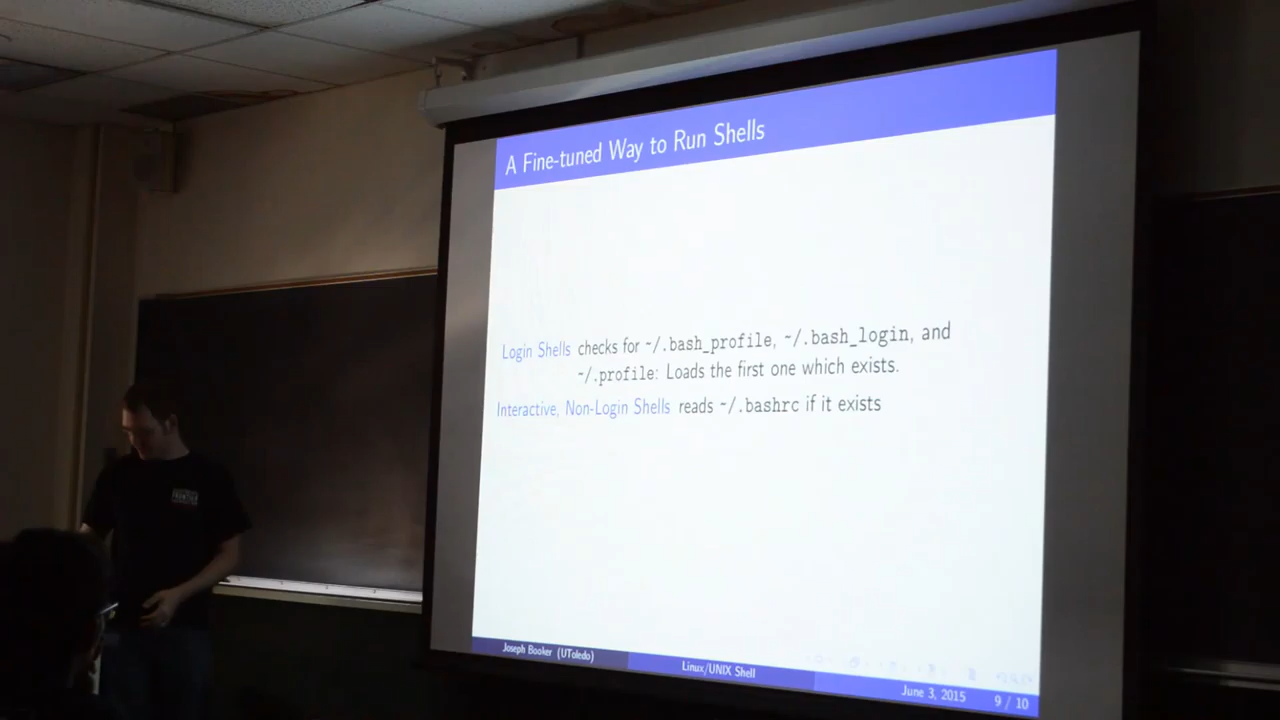 A Fine-tuned Way to Run Shells
Login Shells checks for ~/.bash_profile, ~/.bash_login, and
~/.profile: Loads the first one which exists.
Interactive, Non-Login Shells reads ~/.bashrc if it exists
Joseph Booker (UToledo)
Linux/UNIX Shell
June 3, 2015
9 / 10